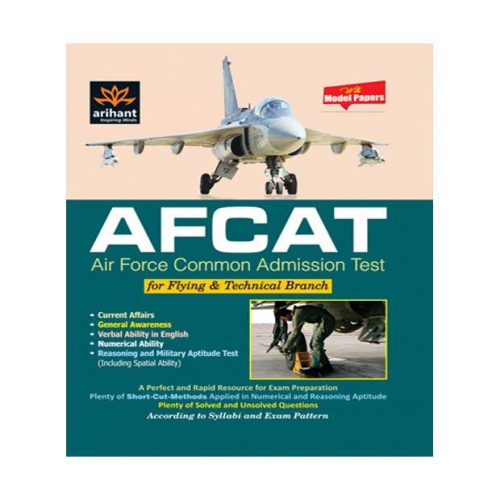 arihant
Inspiring Minds
With
Model Papers
AFCAT
Air Force Common Admission Test
for Flying & Technical Branch
• Current Affairs
• General Awareness
• Verbal Ability in English
• Numerical Ability
• Reasoning and Military Aptitude Test
(Including Spatial Ability)
A Perfect and Rapid Resource for Exam Preparation
Plenty of Short-Cut-Methods Applied in Numerical and Reasoning Aptitude
Plenty of Solved and Unsolved Questions
According to Syllabi and Exam Pattern